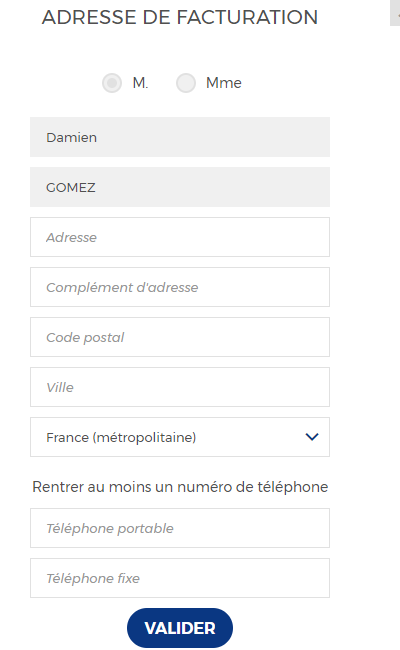 ADRESSE DE FACTURATION
M. Mme
Damien
GOMEZ
Adresse
Complément d'adresse
Code postal
Ville
France (métropolitaine)
Rentrer au moins un numéro de téléphone
Téléphone portable
Téléphone fixe
VALIDER